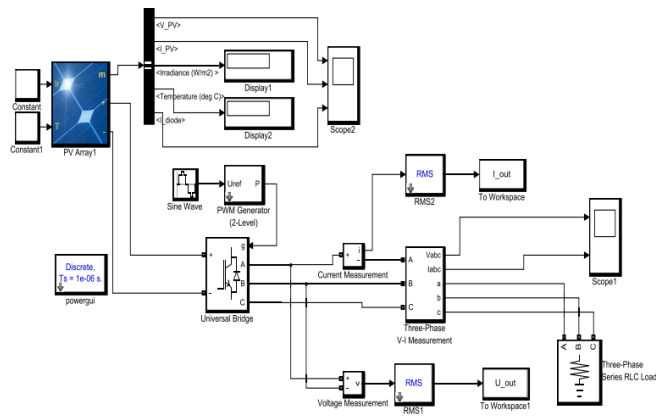 <V_PV>
<I_PV>
<Irradiance (W/m2) >
<Temperature (deg C)>
<I_diode>
m
+
-
T
Constant
Constant1
PV Array1
Display1
Display2
Scope2
Sine Wave
Uref P
PWM Generator
(2-Level)
RMS
RMS2
I_out
To Workspace
Discrete,
Ts = 1e-06 s.
powergui
g
+
-
A
B
C
Universal Bridge
+
-
i
Current Measurement
A
B
C
Vabc
Iabc
a
b
c
Three-Phase
V-I Measurement
Scope1
A B C
Three-Phase
Series RLC Load
+
-
v
Voltage Measurement
RMS
RMS1
U_out
To Workspace1